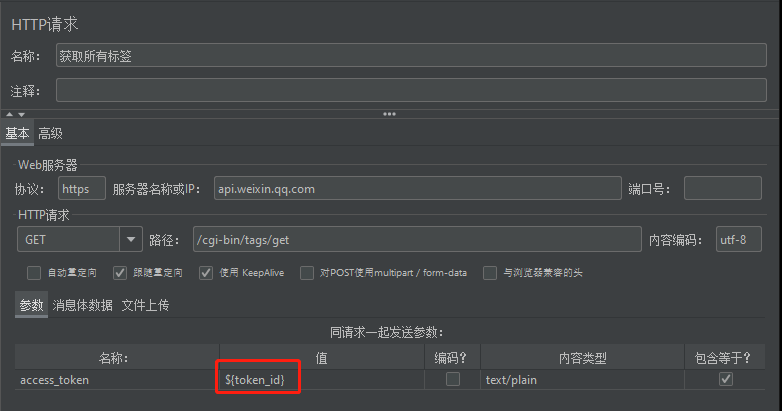 HTTP请求
名称： 获取所有标签
注释：
基本 高级
Web服务器
协议： https 服务器名称或IP： api.weixin.qq.com 端口号：
HTTP请求
GET 路径： /cgi-bin/tags/get 内容编码： utf-8
自动重定向 跟随重定向 使用 KeepAlive 对POST使用multipart / form-data 与浏览器兼容的头
参数 消息体数据 文件上传
同请求一起发送参数：
名称： 值 编码？ 内容类型 包含等于？
access_token ${token_id} text/plain